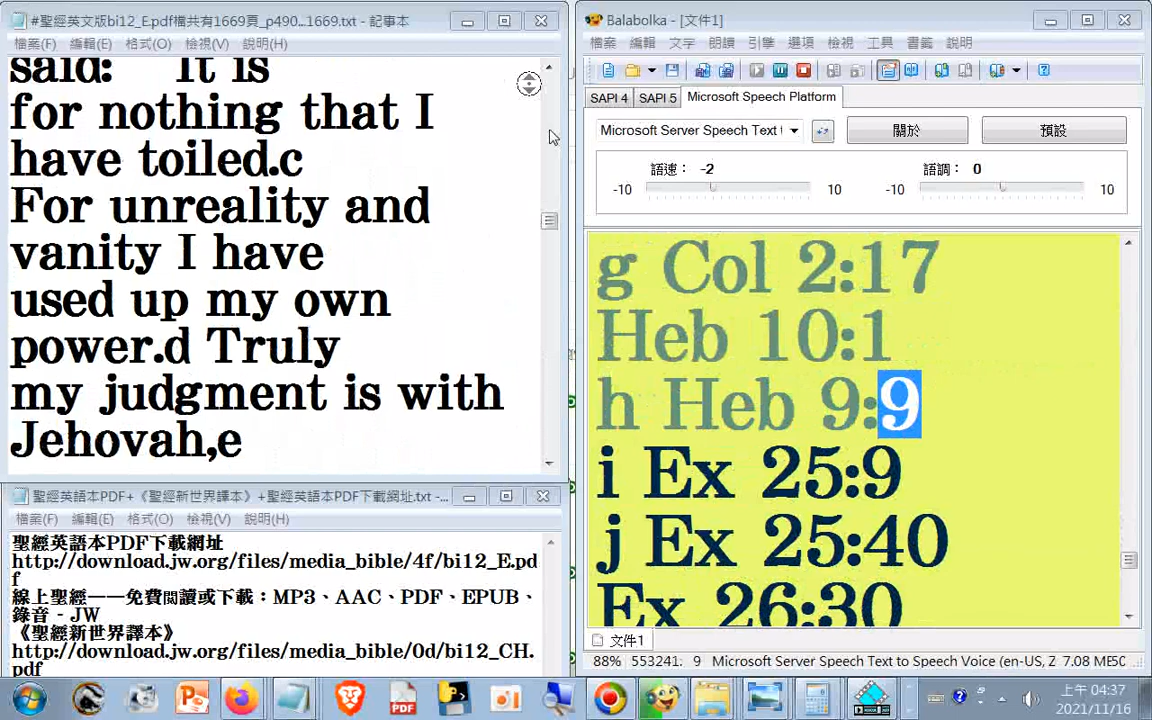 #聖經英文版bi12_E.pdf檔共有1669頁_p490...1669.txt - 記事本
檔案(F) 編輯(E) 格式(O) 檢視(V) 說明(H)
said: It is
for nothing that I
have toiled.c
For unreality and
vanity I have
used up my own
power.d Truly
my judgment is with
Jehovah,e
聖經英語本PDF+《聖經新世界譯本》+聖經英語本PDF下載網址.txt -...
檔案(F) 編輯(E) 格式(O) 檢視(V) 說明(H)
聖經英語本PDF下載網址
http://download.jw.org/files/media_bible/4f/bi12_E.pd
f
線上聖經——免費閱讀或下載：MP3、AAC、PDF、EPUB、
錄音 - JW
《聖經新世界譯本》
http://download.jw.org/files/media_bible/0d/bi12_CH.
pdf
Balabolka - [文件1]
檔案 編輯 文字 朗讀 引擎 選項 檢視 工具 書籤 說明
SAPI 4 SAPI 5 Microsoft Speech Platform
Microsoft Server Speech Text t 關於 預設
語速： -2 語調： 0
-10 10 -10 10
g Col 2:17
Heb 10:1
h Heb 9:9
i Ex 25:9
j Ex 25:40
Ex 26:30
文件1
88% 553241: 9 Microsoft Server Speech Text to Speech Voice (en-US, Z 7.08 ME50
上午 04:37
2021/11/16